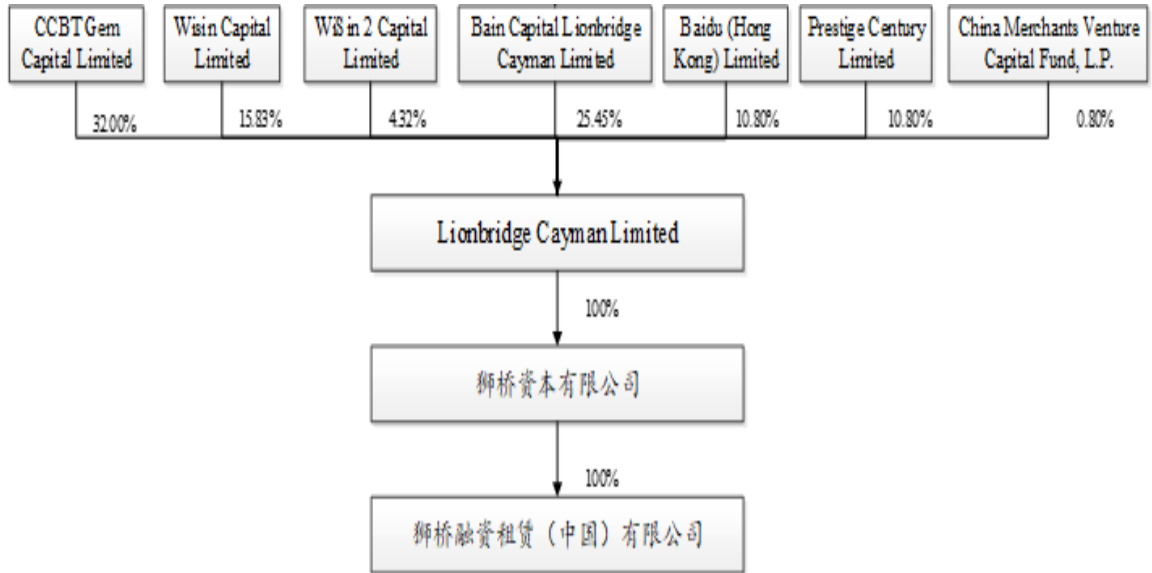 CCBT Gem
Capital Limited
Wisin Capital
Limited
WiSin 2 Capital
Limited
Bain Capital Lionbridge
Cayman Limited
Baidu (Hong
Kong) Limited
Prestige Century
Limited
China Merchants Venture
Capital Fund, L.P.
32.00%
15.83%
4.32%
25.45%
10.80%
10.80%
0.80%
Lionbridge Cayman Limited
100%
狮桥资本有限公司
100%
狮桥融资租赁（中国）有限公司